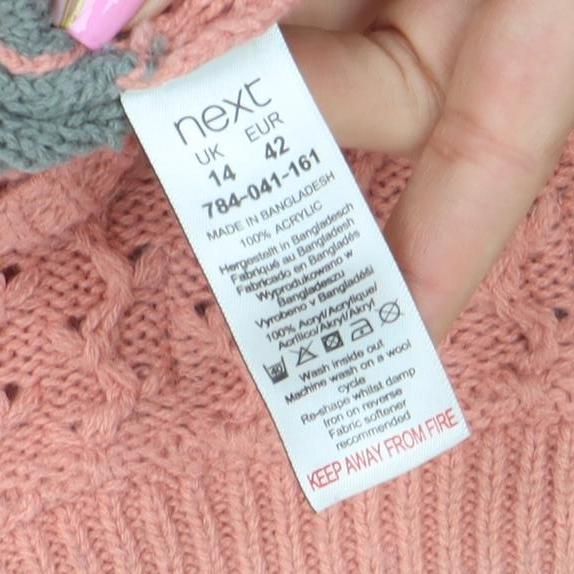 next
UK EUR
14 42
784-041-161
MADE IN BANGLADESH
100% ACRYLIC
Hergestellt in Bangladesch
Fabriqué au Bangladesh
Fabricado en Bangladés
Wyprodukowano w
Bangladeszu
Vyrobeno v Bangladéši
100% Acryl/Acrylique/
Acrílico/Akryl/Akryl
40
Wash inside out
Machine wash on a wool
cycle
Re-shape whilst damp
Iron on reverse
Fabric softener
recommended
KEEP AWAY FROM FIRE